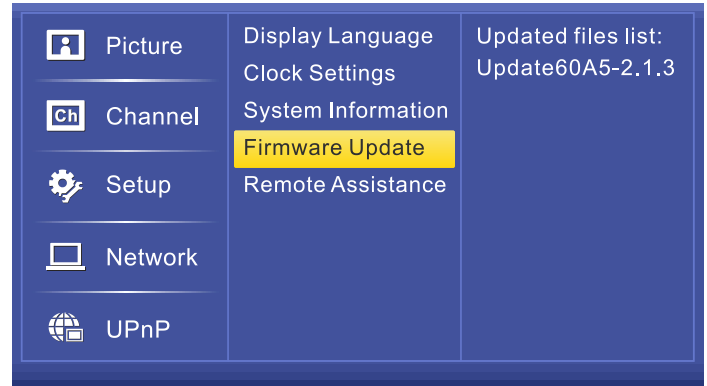 Picture
Ch Channel
Setup
Network
UPnP
Display Language
Clock Settings
System Information
Firmware Update
Remote Assistance
Updated files list:
Update60A5-2.1.3